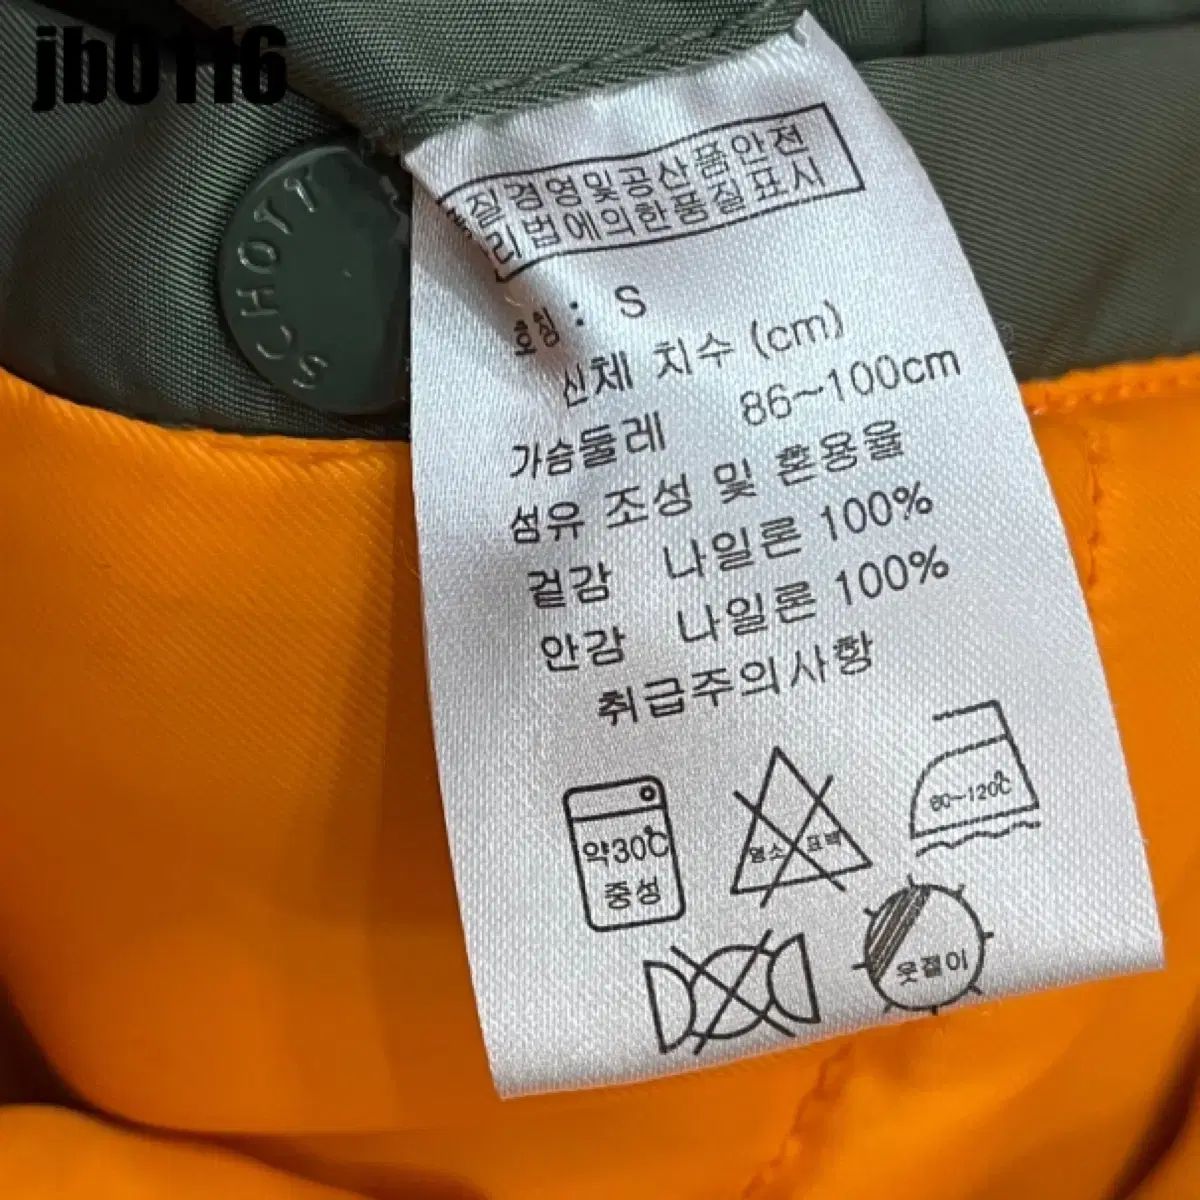 jb0116
SCHOTT
질경영및공산품안전
리법에의한품질표시
호칭 : S
신체 치수 (cm)
가슴둘레 86~100cm
섬유 조성 및 혼용율
겉감 나일론 100%
안감 나일론 100%
취급주의사항
약30℃
중성
염소 표백
80~120℃
옷걸이